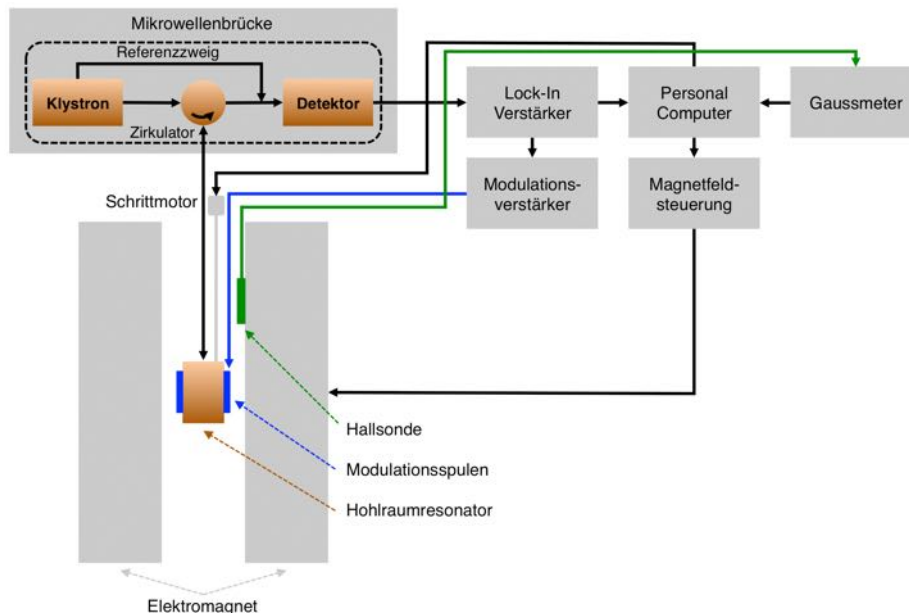 Mikrowellenbrücke
Referenzzweig
Klystron
Detektor
Zirkulator
Lock-In
Verstärker
Personal
Computer
Gaussmeter
Modulations-
verstärker
Magnetfeld-
steuerung
Schrittmotor
Hallsonde
Modulationsspulen
Hohlraumresonator
Elektromagnet